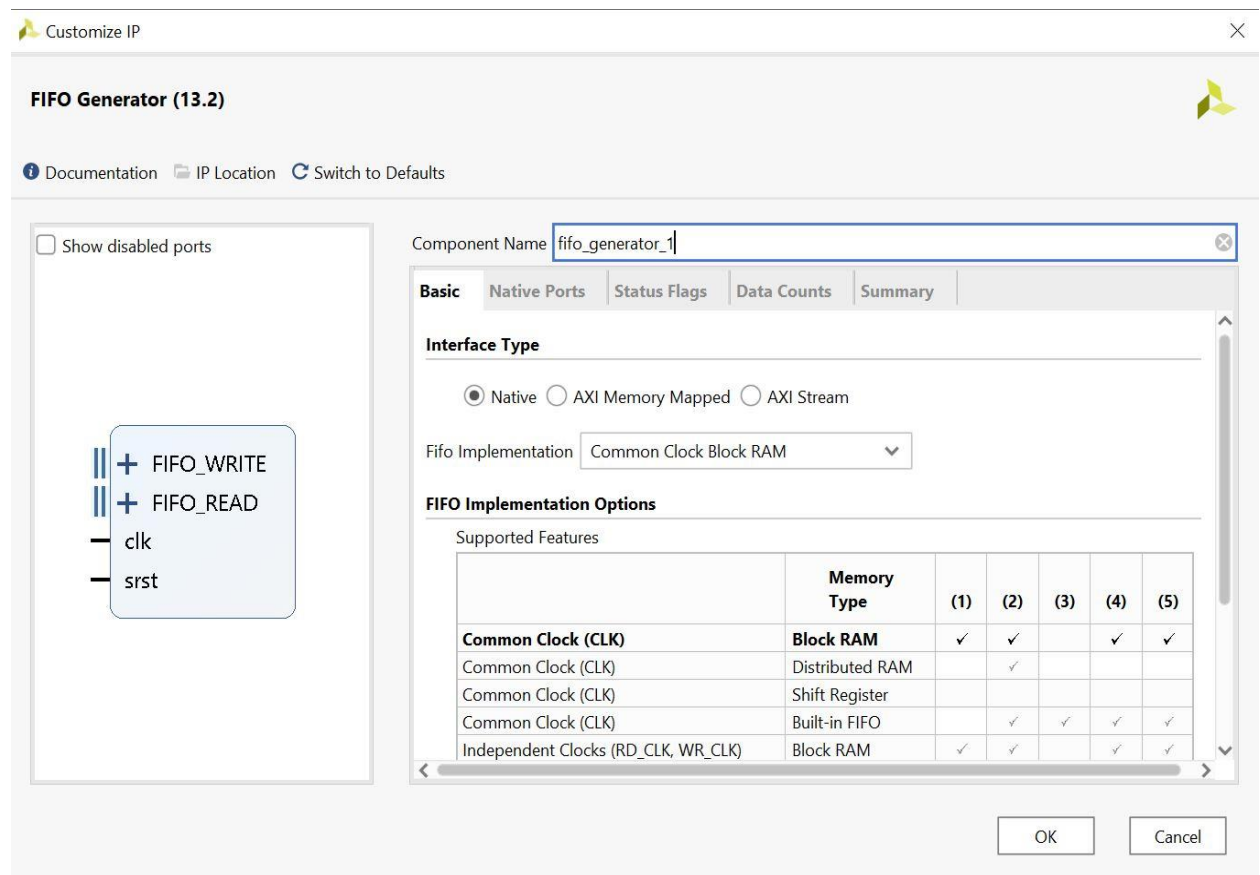 Customize IP
FIFO Generator (13.2)
Documentation IP Location Switch to Defaults
Show disabled ports
FIFO_WRITE
FIFO_READ
clk
srst
Component Name fifo_generator_1
Basic Native Ports Status Flags Data Counts Summary
Interface Type
Native AXI Memory Mapped AXI Stream
Fifo Implementation Common Clock Block RAM
FIFO Implementation Options
Supported Features
Memory
Type (1) (2) (3) (4) (5)
Common Clock (CLK) Block RAM ✓ ✓ ✓ ✓
Common Clock (CLK) Distributed RAM ✓
Common Clock (CLK) Shift Register
Common Clock (CLK) Built-in FIFO ✓ ✓ ✓ ✓
Independent Clocks (RD_CLK, WR_CLK) Block RAM ✓ ✓ ✓ ✓
OK Cancel